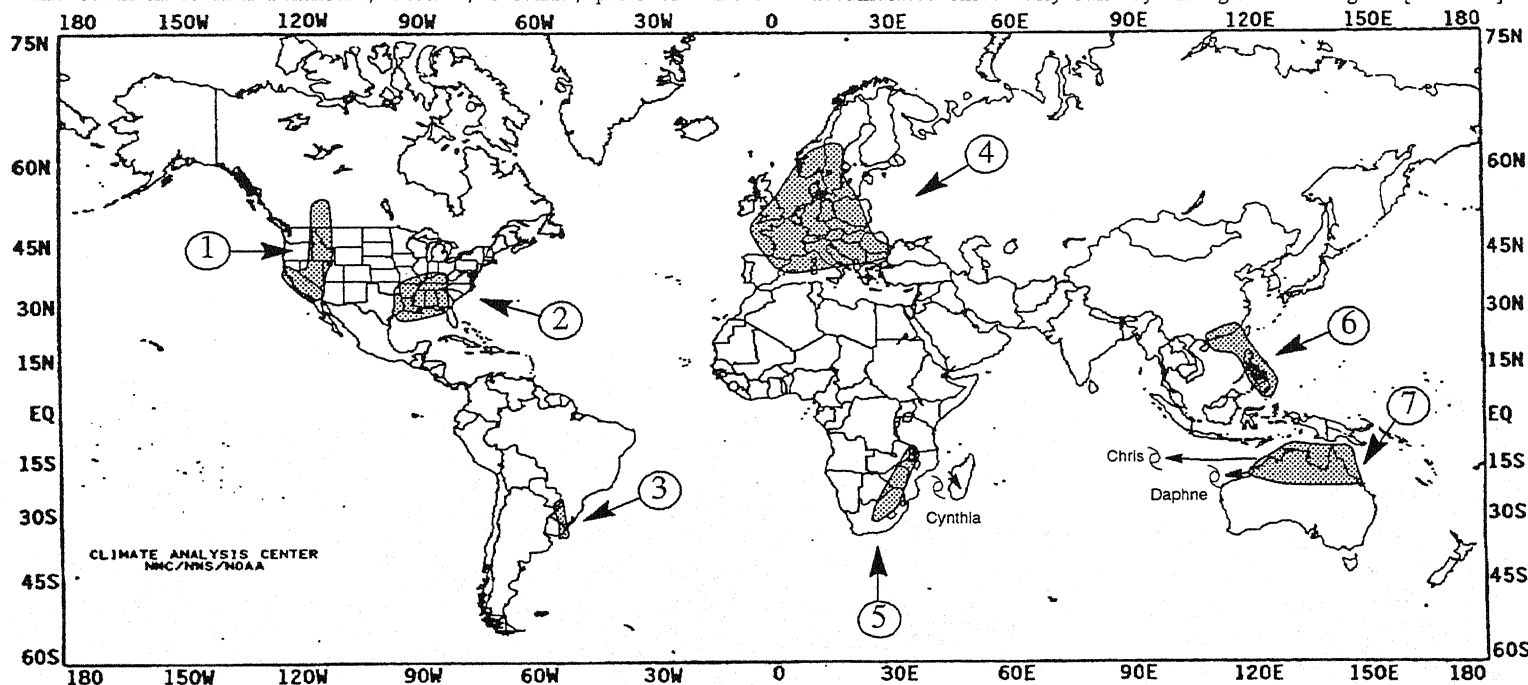 180 150W 120W 90W 60W 30W 0 30E 60E 90E 120E 150E 180
75N 75N
60N 60N
45N 45N
30N 30N
15N 15N
EQ EQ
15S 15S
30S 30S
45S 45S
60S 60S
1
2
3
4
5
6
7
Chris
Daphne
Cynthia
CLIMATE ANALYSIS CENTER
NMC/NWS/NOAA
180 150W 120W 90W 60W 30W 0 30E 60E 90E 120E 150E 180